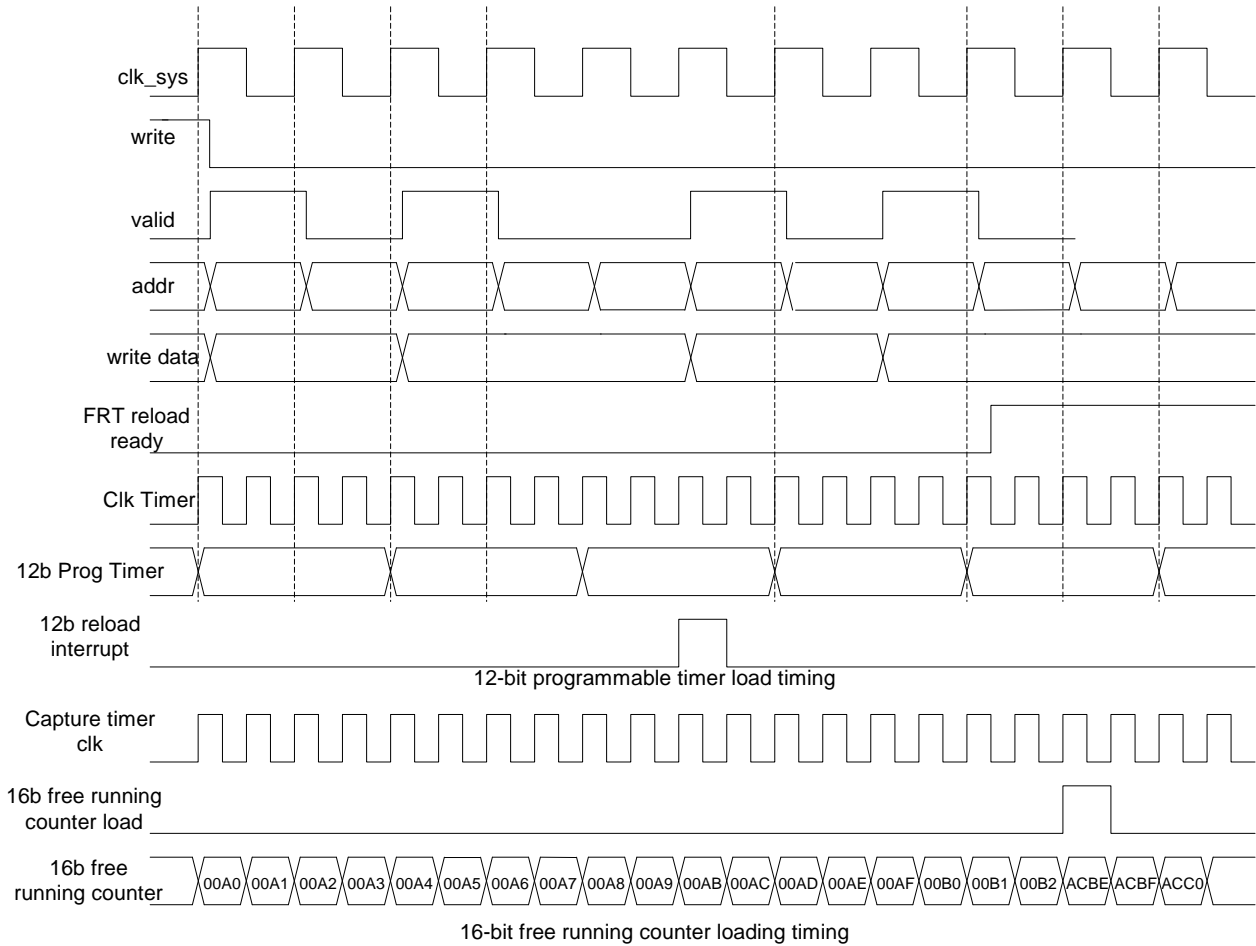 clk_sys
write
valid
addr
write data
FRT reload
ready
Clk Timer
12b Prog Timer
12b reload
interrupt
12-bit programmable timer load timing
Capture timer
clk
16b free running
counter load
16b free
running counter
00A0 00A1 00A2 00A3 00A4 00A5 00A6 00A7 00A8 00A9 00AB 00AC 00AD 00AE 00AF 00B0 00B1 00B2 ACBE ACBF ACC0
16-bit free running counter loading timing